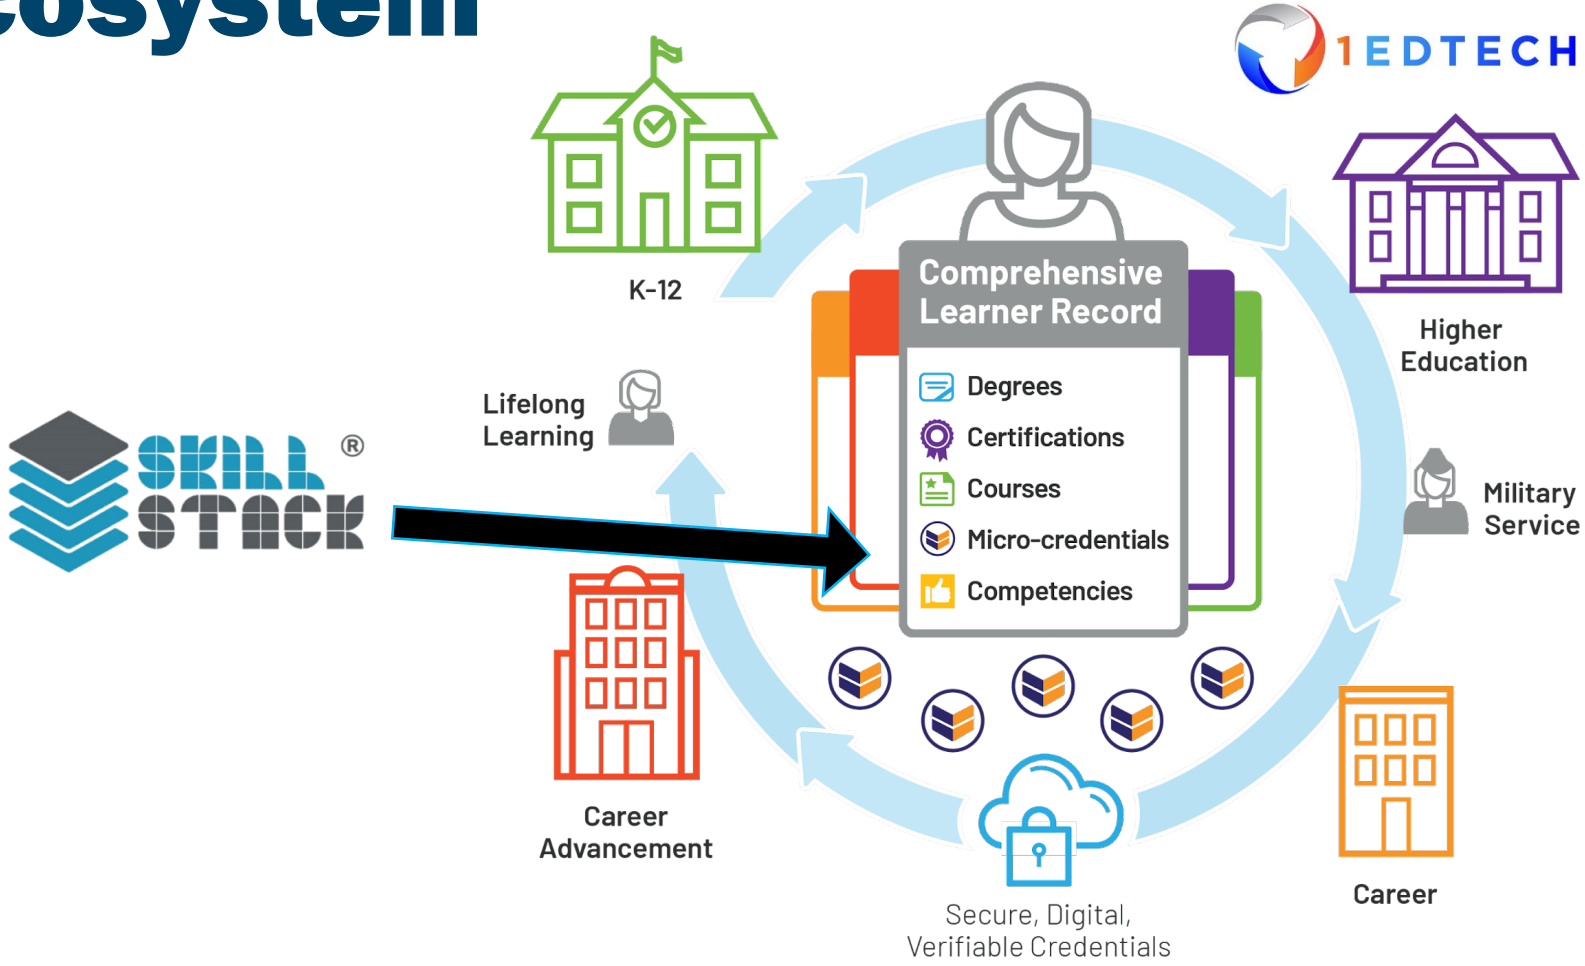 cosystem
1EDTECH
K-12
Comprehensive
Learner Record
Higher
Education
Degrees
Lifelong
Learning
Certifications
SKILL ®
STACK
Courses
Military
Service
Micro-credentials
Competencies
Career
Advancement
Career
Secure, Digital,
Verifiable Credentials